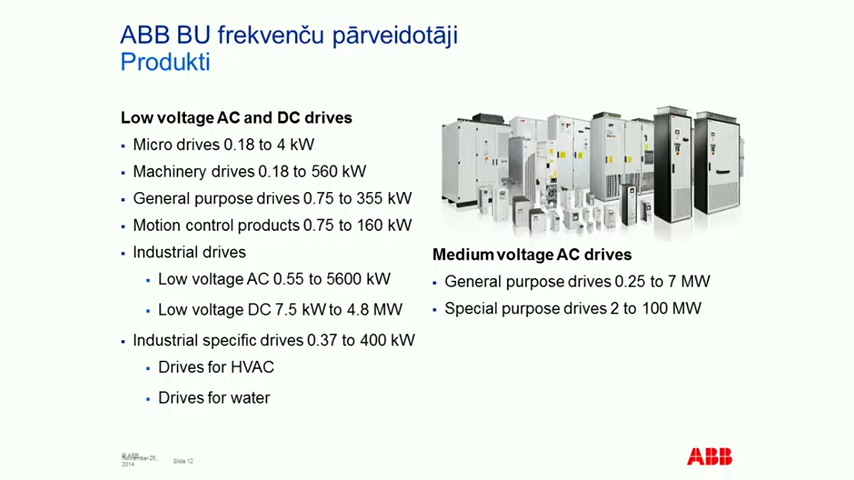 ABB BU frekvenču pārveidotāji
Produkti
Low voltage AC and DC drives
▪ Micro drives 0.18 to 4 kW
▪ Machinery drives 0.18 to 560 kW
▪ General purpose drives 0.75 to 355 kW
▪ Motion control products 0.75 to 160 kW
▪ Industrial drives
▪ Low voltage AC 0.55 to 5600 kW
▪ Low voltage DC 7.5 kW to 4.8 MW
▪ Industrial specific drives 0.37 to 400 kW
▪ Drives for HVAC
▪ Drives for water
Medium voltage AC drives
▪ General purpose drives 0.25 to 7 MW
▪ Special purpose drives 2 to 100 MW
© ABB
November 26,
2014
Slide 12
ABB